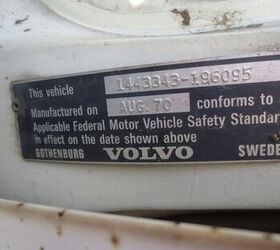 This vehicle 1443343-196095
Manufactured on AUG.70 conforms to a
Applicable Federal Motor Vehicle Safety Standar
in effect on the date shown above
GOTHENBURG VOLVO SWEDE